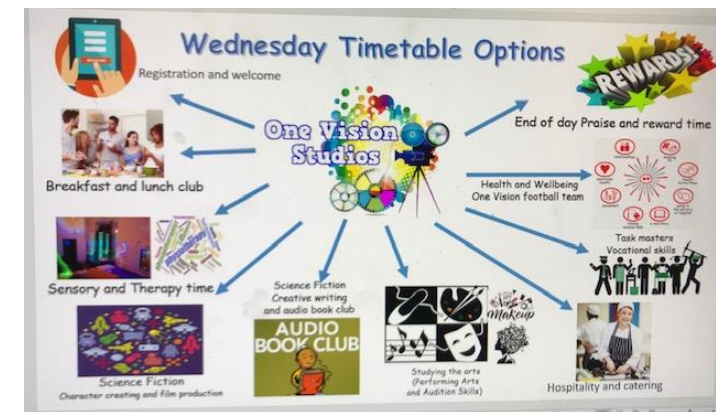 Wednesday Timetable Options
REWARDS!
Registration and welcome
One Vision
Studios
End of day Praise and reward time
Breakfast and lunch club
Health and Wellbeing
One Vision football team
Task masters
Vocational skills
Sensory and Therapy time
Science Fiction
Creative writing
and audio book club
AUDIO
BOOK CLUB
Makeup
Science Fiction
Character creating and film production
Studying the arts
(Performing Arts
and Audition Skills)
Hospitality and catering